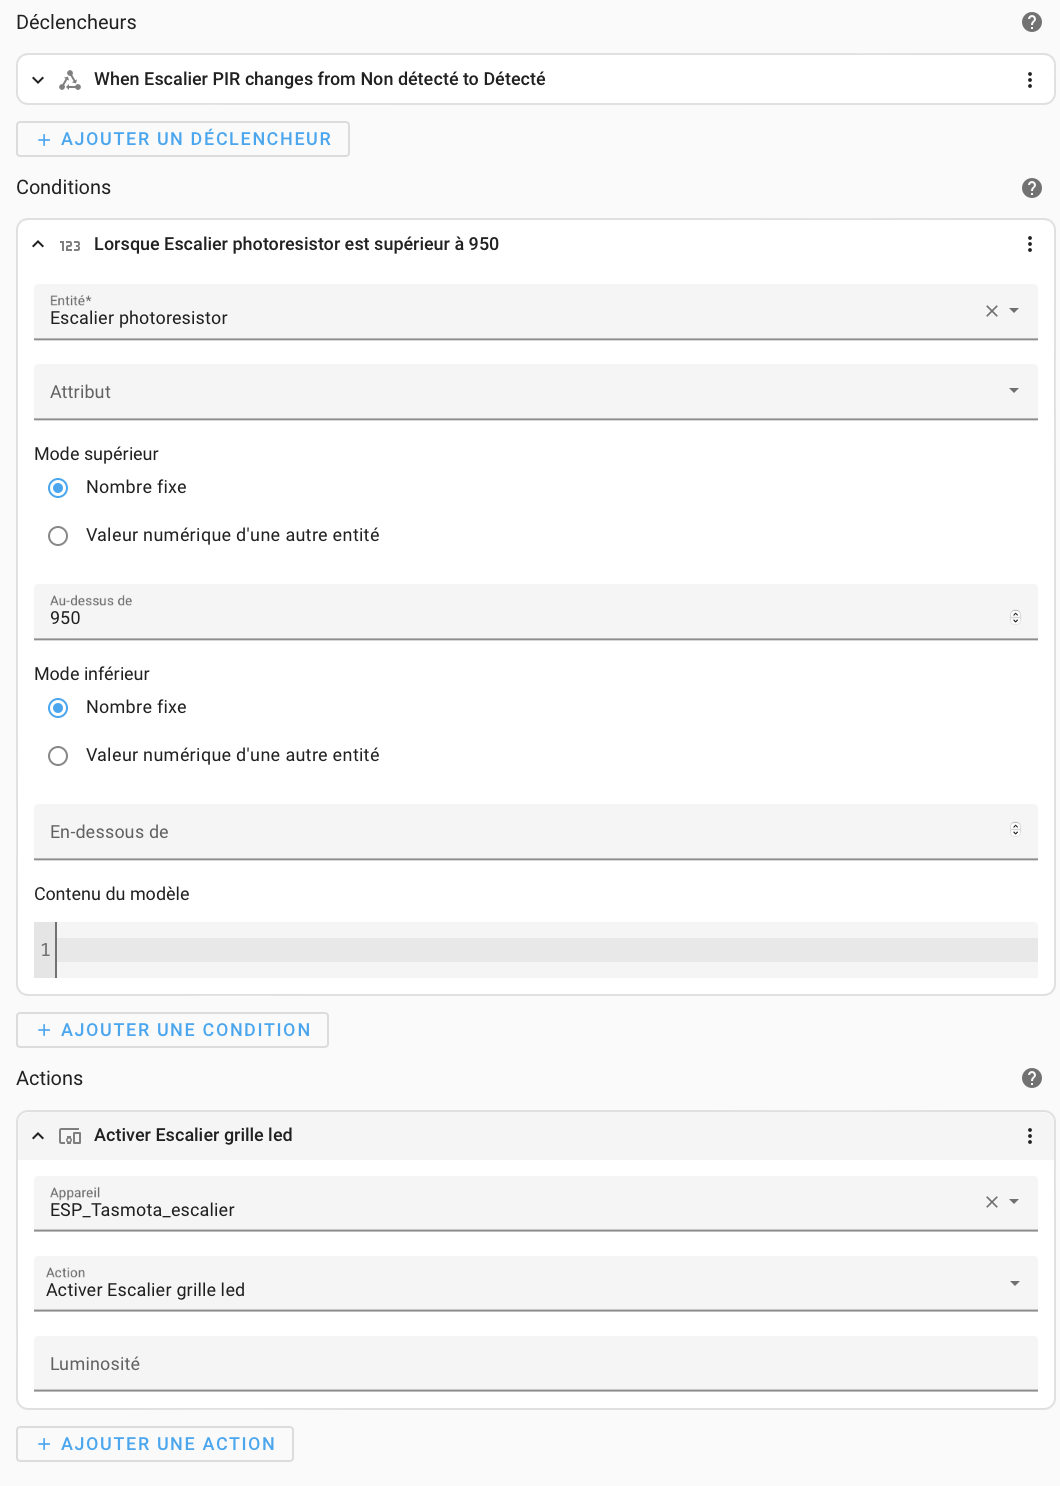 Déclencheurs
When Escalier PIR changes from Non détecté to Détecté
+ AJOUTER UN DÉCLENCHEUR
Conditions
123 Lorsque Escalier photoresistor est supérieur à 950
Entité*
Escalier photoresistor
Attribut
Mode supérieur
Nombre fixe
Valeur numérique d'une autre entité
Au-dessus de
950
Mode inférieur
Nombre fixe
Valeur numérique d'une autre entité
En-dessous de
Contenu du modèle
1
+ AJOUTER UNE CONDITION
Actions
Activer Escalier grille led
Appareil
ESP_Tasmota_escalier
Action
Activer Escalier grille led
Luminosité
+ AJOUTER UNE ACTION